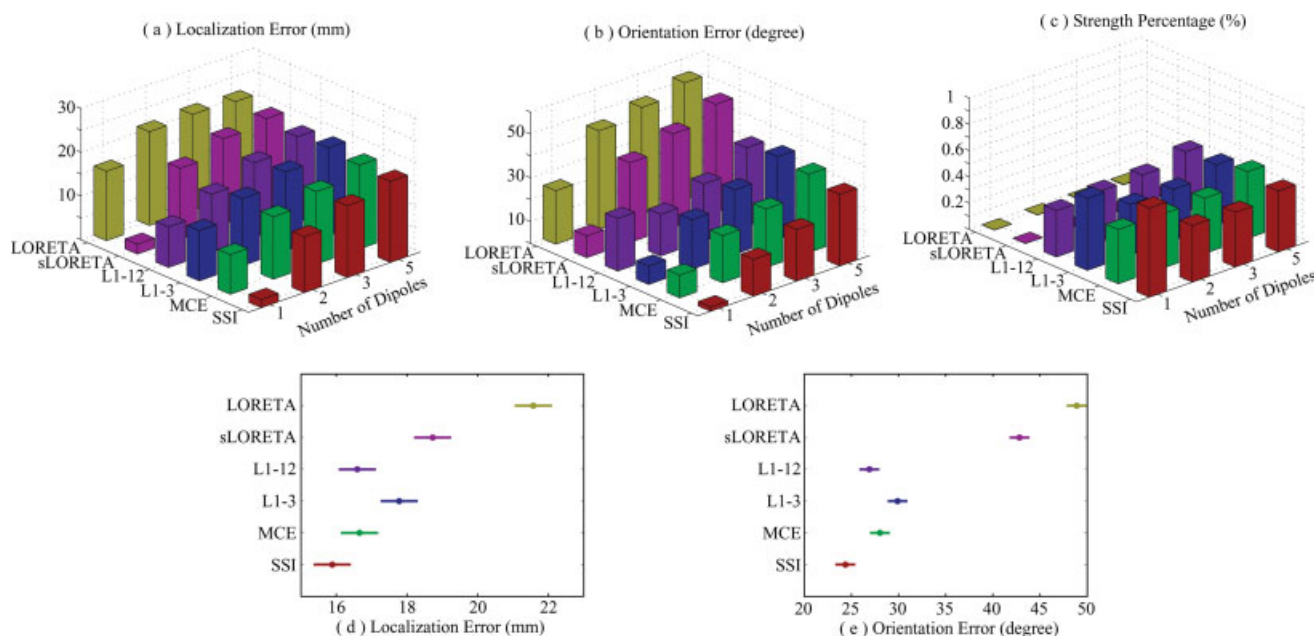 ( a ) Localization Error (mm)
30
20
10
LORETA
sLORETA
L1-12
L1-3
MCE
SSI
1
2
3
5
Number of Dipoles
( b ) Orientation Error (degree)
50
30
10
LORETA
sLORETA
L1-12
L1-3
MCE
SSI
1
2
3
5
Number of Dipoles
( c ) Strength Percentage (%)
1
0.8
0.6
0.4
0.2
LORETA
sLORETA
L1-12
L1-3
MCE
SSI
1
2
3
5
Number of Dipoles
LORETA
sLORETA
L1-12
L1-3
MCE
SSI
16 18 20 22
( d ) Localization Error (mm)
LORETA
sLORETA
L1-12
L1-3
MCE
SSI
20 25 30 40 45 50
( e ) Orientation Error (degree)